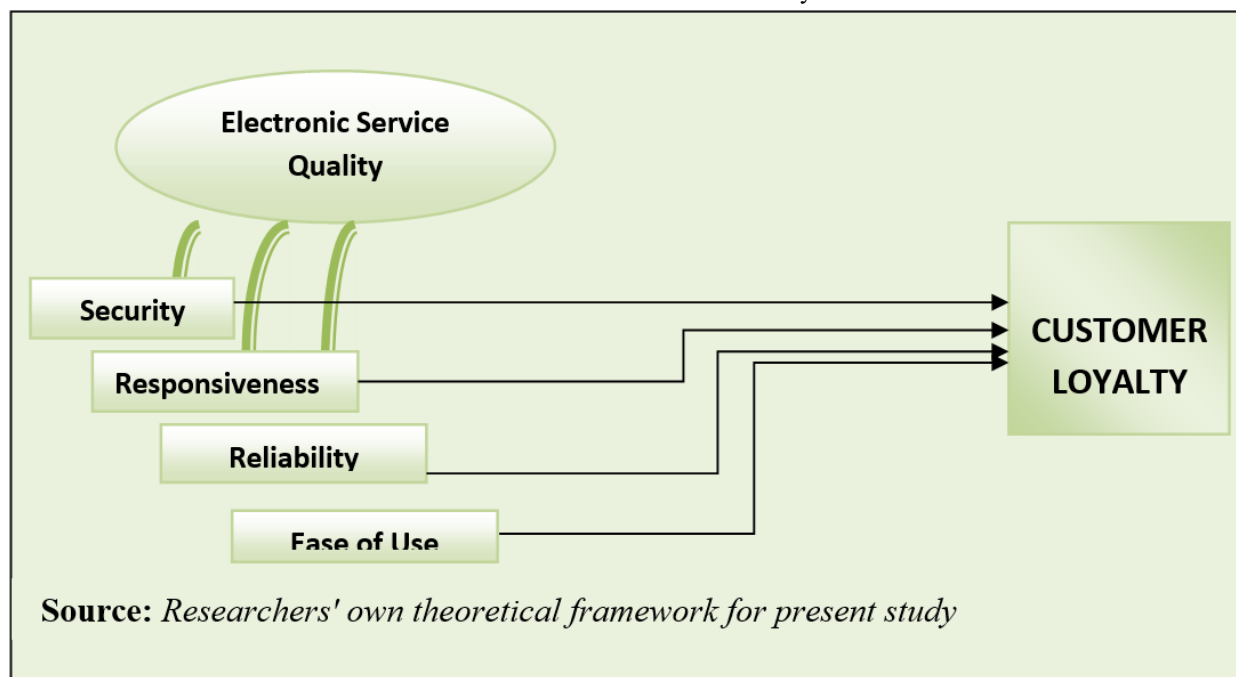 Electronic Service
Quality
Security
Responsiveness
Reliability
Ease of Use
CUSTOMER
LOYALTY
Source: Researchers' own theoretical framework for present study